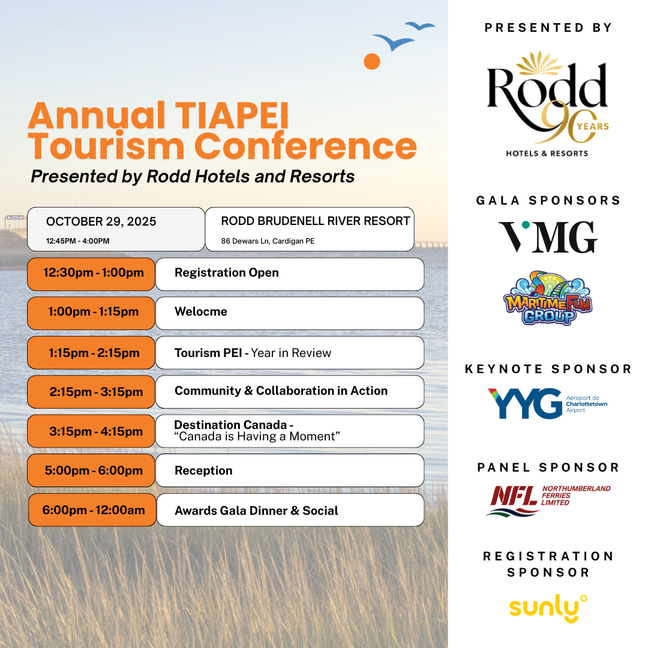 Annual TIAPEI
Tourism Conference
Presented by Rodd Hotels and Resorts
OCTOBER 29, 2025
12:45PM - 4:00PM
RODD BRUDENELL RIVER RESORT
86 Dewars Ln, Cardigan PE
12:30pm - 1:00pm
Registration Open
1:00pm - 1:15pm
Welocme
1:15pm - 2:15pm
Tourism PEI - Year in Review
2:15pm - 3:15pm
Community & Collaboration in Action
3:15pm - 4:15pm
Destination Canada -
“Canada is Having a Moment”
5:00pm - 6:00pm
Reception
6:00pm - 12:00am
Awards Gala Dinner & Social
PRESENTED BY
Rodd
90 YEARS
HOTELS & RESORTS
GALA SPONSORS
VMG
MARITIME FUN
GROUP
KEYNOTE SPONSOR
YYG
Aéroport de
Charlottetown
Airport
PANEL SPONSOR
NFL
NORTHUMBERLAND
FERRIES
LIMITED
REGISTRATION
SPONSOR
sunly